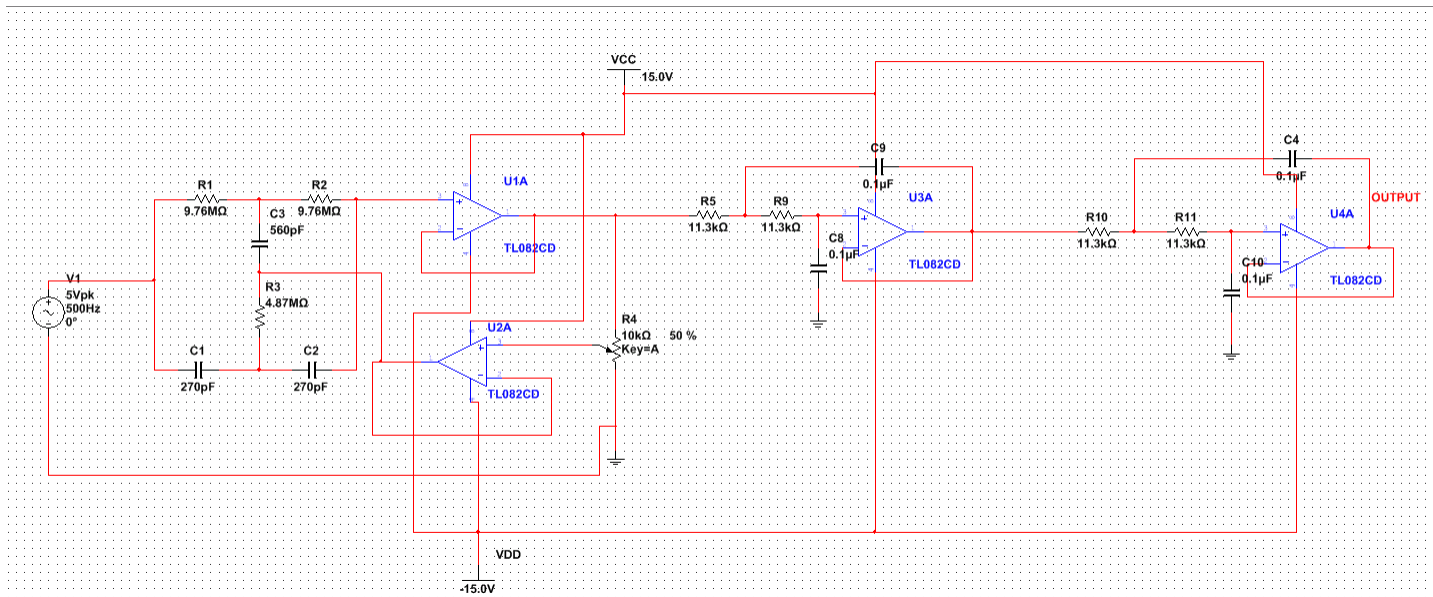 VCC
15.0V
C9
0.1µF
C4
0.1µF
OUTPUT
R1
9.76MΩ
R2
9.76MΩ
C3
560pF
U1A
TL082CD
R5
11.3kΩ
R9
11.3kΩ
U3A
TL082CD
C8
0.1µF
R10
11.3kΩ
R11
11.3kΩ
U4A
TL082CD
C10
0.1µF
V1
5Vpk
500Hz
0°
R3
4.87MΩ
C1
270pF
C2
270pF
U2A
TL082CD
R4
10kΩ 50 %
Key=A
VDD
-15.0V